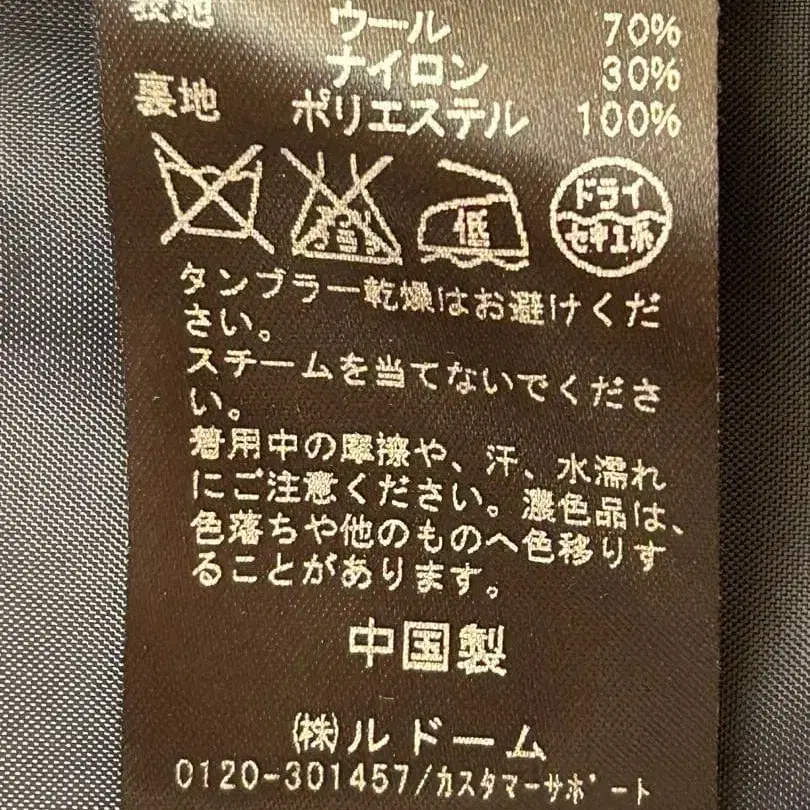 表地 ウール 70%
ナイロン 30%
裏地 ポリエステル 100%
低 ドライ
セキユ系
タンブラー乾燥はお避けくだ
さい。
スチームを当てないでくださ
い。
着用中の摩擦や、汗、水濡れ
にご注意ください。濃色品は、
色落ちや他のものへ色移りす
ることがあります。
中国製
(株)ルドーム
0120-301457/カスタマーサポート